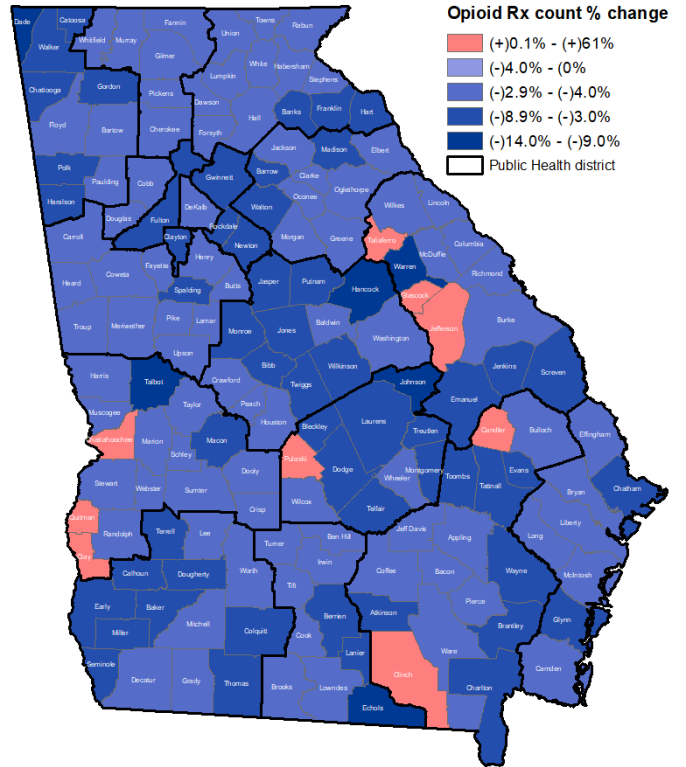 Opioid Rx count % change
(+)0.1% - (+)61%
(-)4.0% - (0%
(-)2.9% - (-)4.0%
(-)8.9% - (-)3.0%
(-)14.0% - (-)9.0%
Public Health district
Dade
Catoosa
Fannin
Towns
Rabun
Walker
Whitfield
Murray
Union
Gilmer
White
Habersham
Lumpkin
Stephens
Chattooga
Gordon
Pickens
Dawson
Banks
Franklin
Hart
Floyd
Bartow
Cherokee
Forsyth
Hall
Jackson
Madison
Elbert
Polk
Paulding
Cobb
Gwinnett
Barrow
Clarke
Oconee
Oglethorpe
Haralson
Douglas
Fulton
DeKalb
Walton
Wilkes
Lincoln
Carroll
Clayton
Rockdale
Newton
Morgan
Greene
Taliaferro
Columbia
McDuffie
Heard
Coweta
Fayette
Henry
Butts
Jasper
Putnam
Hancock
Warren
Richmond
Spalding
Glascock
Troup
Meriwether
Pike
Lamar
Monroe
Jones
Baldwin
Washington
Jefferson
Burke
Upson
Harris
Talbot
Crawford
Bibb
Twiggs
Wilkinson
Johnson
Jenkins
Screven
Emanuel
Muscogee
Taylor
Peach
Houston
Laurens
Treutlen
Candler
Bulloch
Effingham
Chattahoochee
Marion
Macon
Bleckley
Schley
Pulaski
Dodge
Montgomery
Wheeler
Toombs
Evans
Tattnall
Chatham
Stewart
Webster
Sumter
Dooly
Wilcox
Telfair
Bryan
Crisp
Liberty
Quitman
Randolph
Terrell
Lee
Turner
Ben Hill
Jeff Davis
Appling
Long
Clay
Calhoun
Dougherty
Worth
Irwin
Tift
Coffee
Bacon
Wayne
McIntosh
Early
Baker
Mitchell
Berrien
Atkinson
Pierce
Miller
Colquitt
Cook
Lanier
Ware
Brantley
Glynn
Seminole
Decatur
Grady
Thomas
Brooks
Lowndes
Clinch
Charlton
Camden
Echols